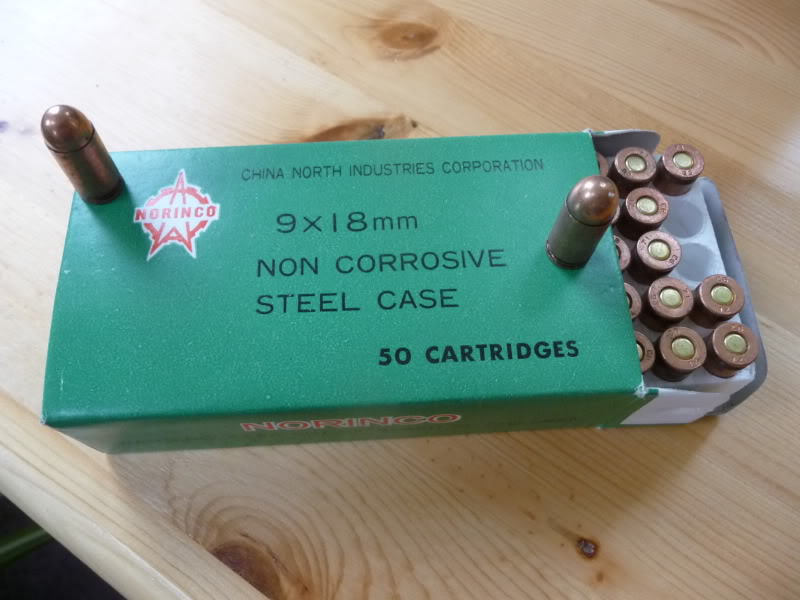 CHINA NORTH INDUSTRIES CORPORATION
NORINCO
9×18mm
NON CORROSIVE
STEEL CASE
50 CARTRIDGES
NORINCO